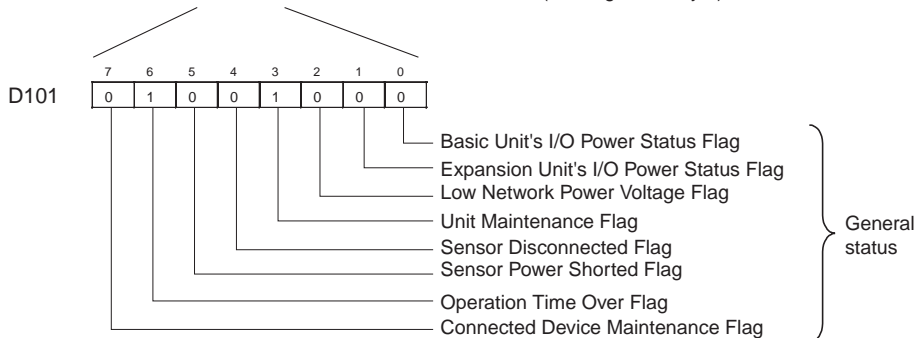 7 6 5 4 3 2 1 0
D101 0 1 0 0 1 0 0 0
Basic Unit's I/O Power Status Flag
Expansion Unit's I/O Power Status Flag
Low Network Power Voltage Flag
Unit Maintenance Flag
Sensor Disconnected Flag
Sensor Power Shorted Flag
Operation Time Over Flag
Connected Device Maintenance Flag
General
status